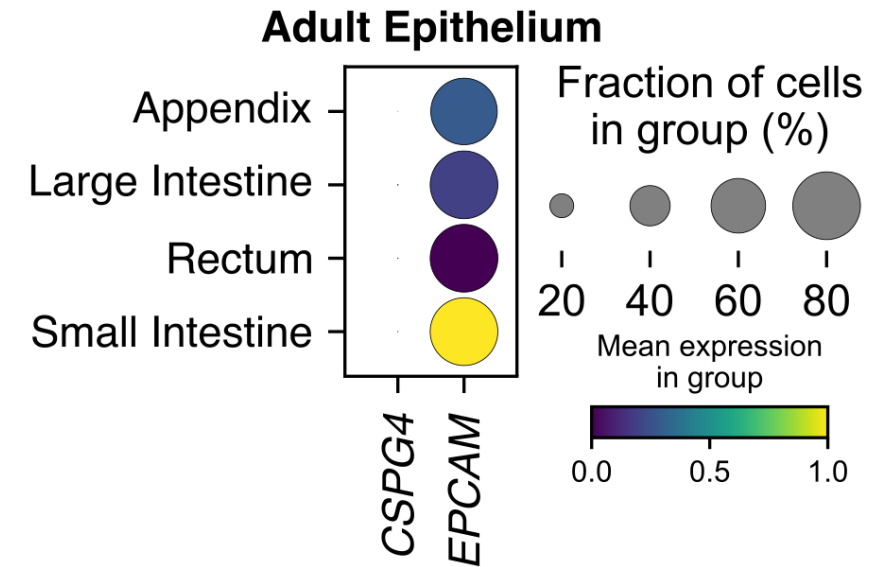 Adult Epithelium
Appendix
Large Intestine
Rectum
Small Intestine
CSPG4
EPCAM
Fraction of cells
in group (%)
20 40 60 80
Mean expression
in group
0.0 0.5 1.0